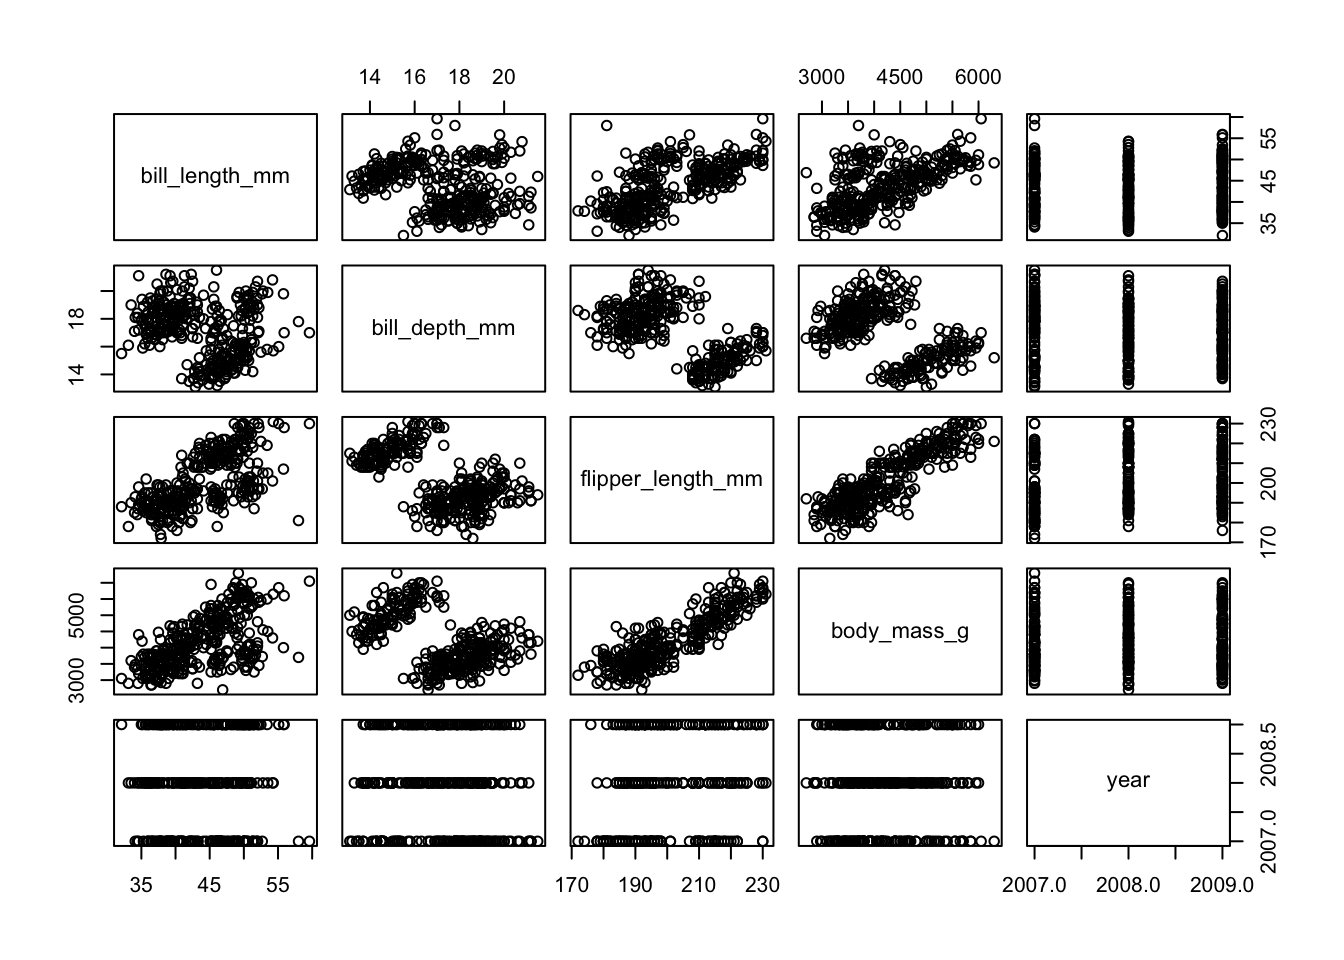 14 16 18 20 3000 4500 6000
bill_length_mm
35 45 55
bill_depth_mm
14 18
flipper_length_mm
170 200 230
body_mass_g
3000 5000
year
2007.0 2008.5
35 45 55 170 190 210 230 2007.0 2008.0 2009.0